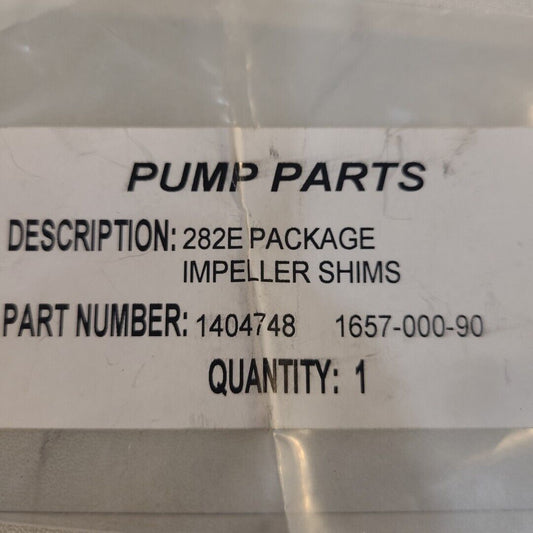 PUMP PARTS
DESCRIPTION: 282E PACKAGE
IMPELLER SHIMS
PART NUMBER: 1404748 1657-000-90
QUANTITY: 1